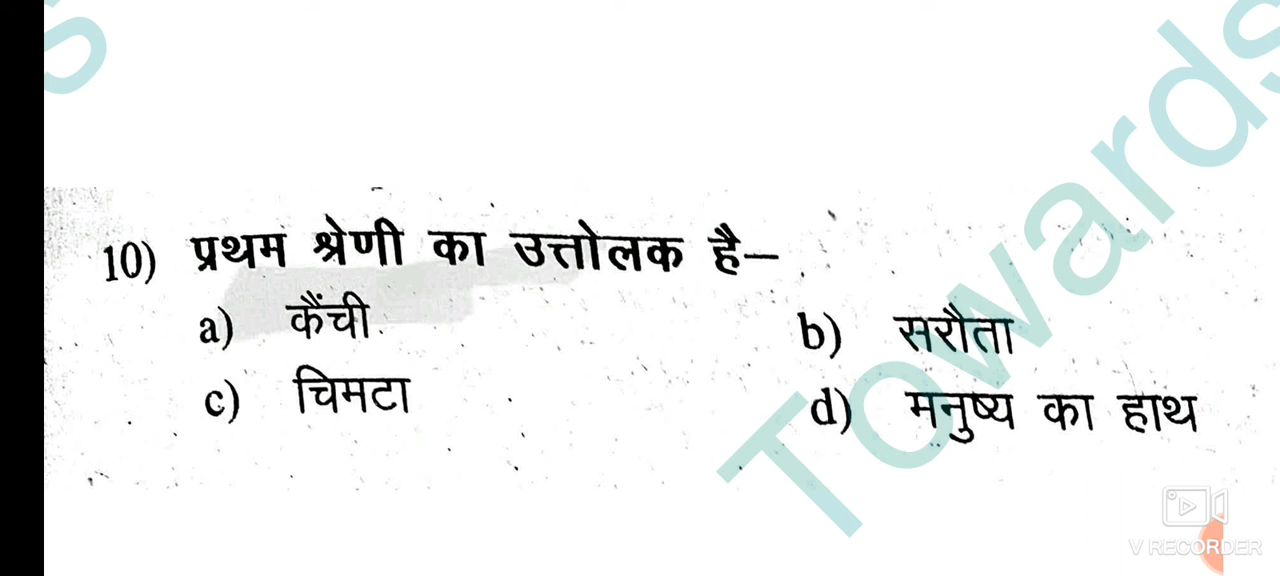 10) प्रथम श्रेणी का उत्तोलक है–
a) कैंची
b) सरौता
c) चिमटा
d) मनुष्य का हाथ
Towards
V RECORDER